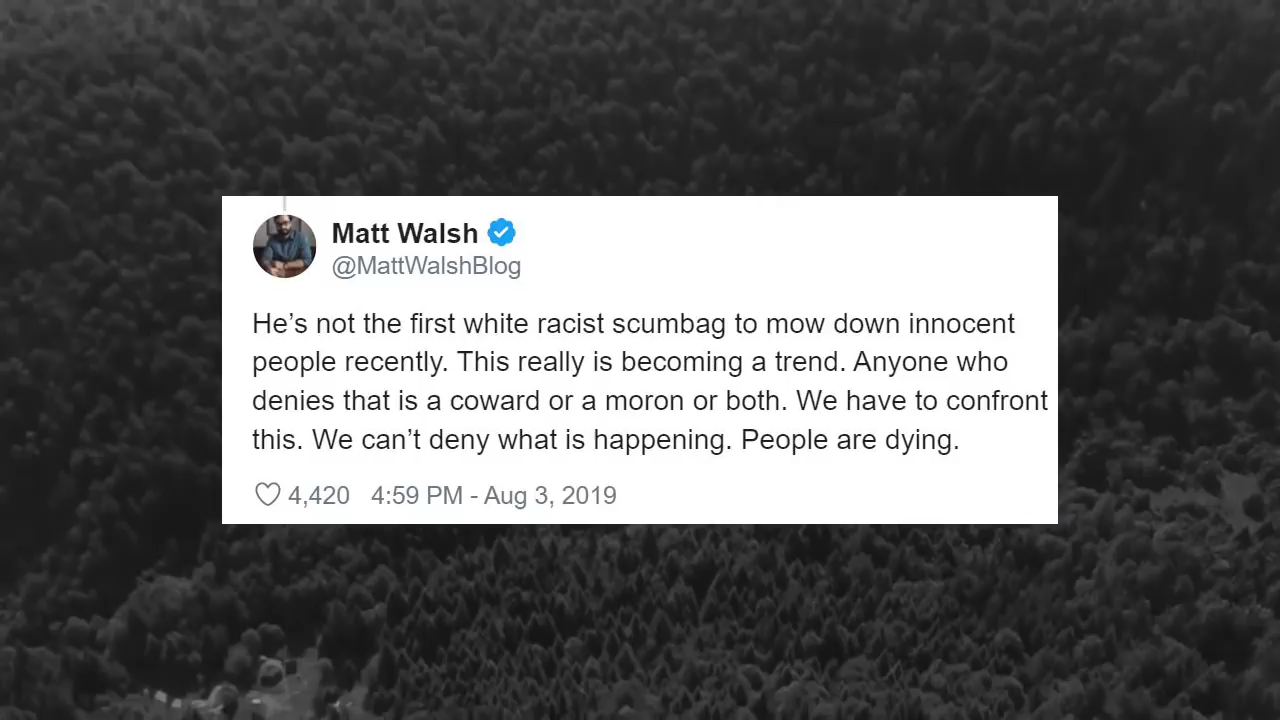 Matt Walsh
@MattWalshBlog
He’s not the first white racist scumbag to mow down innocent
people recently. This really is becoming a trend. Anyone who
denies that is a coward or a moron or both. We have to confront
this. We can’t deny what is happening. People are dying.
4,420 4:59 PM - Aug 3, 2019